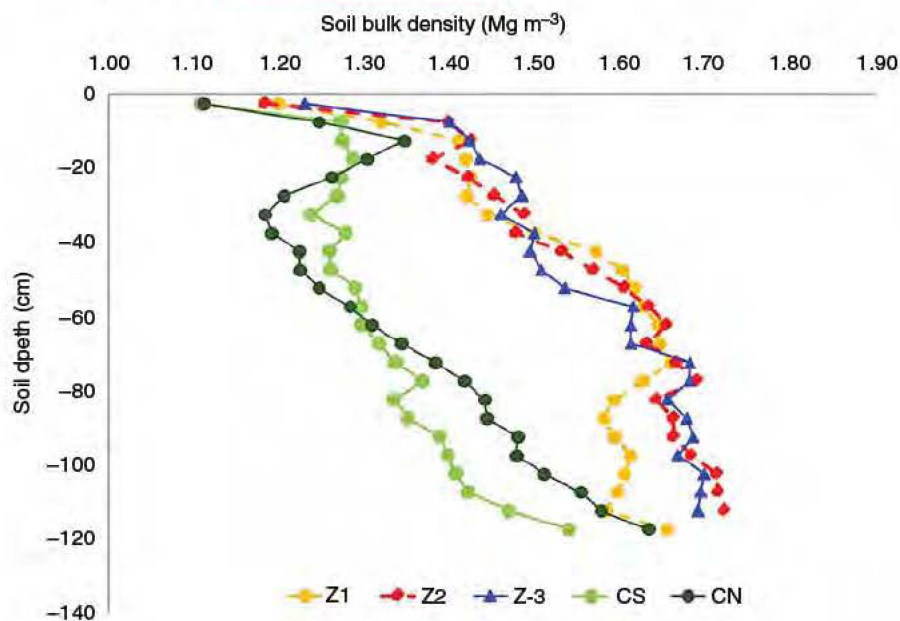 Soil bulk density (Mg m⁻³)
1.00 1.10 1.20 1.30 1.40 1.50 1.60 1.70 1.90
0
–20
–40
–60
–80
–100
–120
–140
Soil dpeth (cm)
Z1 Z2 Z-3 CS CN